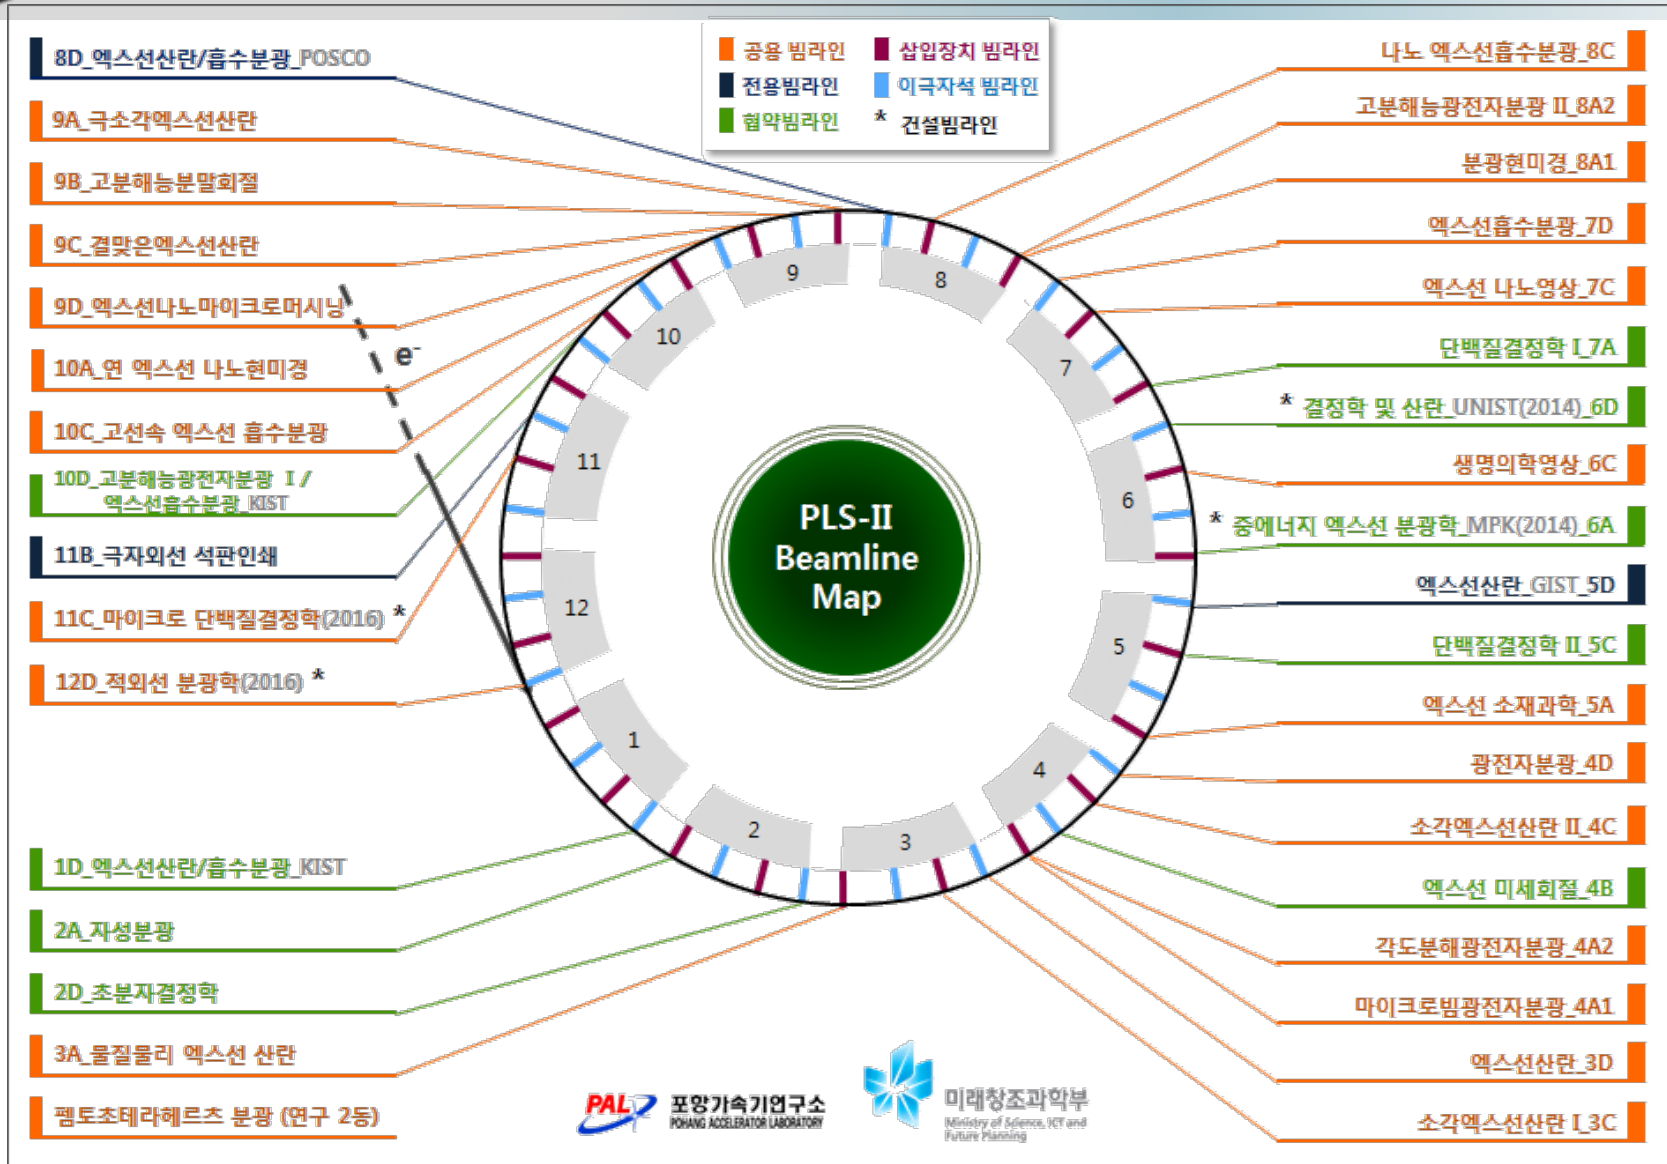 공용 빔라인
삽입장치 빔라인
전용빔라인
이극자석 빔라인
협약빔라인
* 건설빔라인
8D_엑스선산란/흡수분광_POSCO
9A_극소각엑스선산란
9B_고분해능분말회절
9C_결맞은엑스선산란
9D_엑스선나노마이크로머시닝
10A_연 엑스선 나노현미경
10C_고선속 엑스선 흡수분광
10D_고분해능광전자분광 I /
엑스선흡수분광_KIST
11B_극자외선 석판인쇄
11C_마이크로 단백질결정학(2016) *
12D_적외선 분광학(2016) *
1D_엑스선산란/흡수분광_KIST
2A_자성분광
2D_초분자결정학
3A_물질물리 엑스선 산란
펨토초테라헤르츠 분광 (연구 2동)
e-
9
8
10
7
11
6
12
5
1
4
2
3
PLS-II
Beamline
Map
나노 엑스선흡수분광_8C
고분해능광전자분광 II_8A2
분광현미경_8A1
엑스선흡수분광_7D
엑스선 나노영상_7C
단백질결정학 I_7A
* 결정학 및 산란_UNIST(2014)_6D
생명의학영상_6C
* 중에너지 엑스선 분광학_MPK(2014)_6A
엑스선산란_GIST_5D
단백질결정학 II_5C
엑스선 소재과학_5A
광전자분광_4D
소각엑스선산란 II_4C
엑스선 미세회절_4B
각도분해광전자분광_4A2
마이크로빔광전자분광_4A1
엑스선산란_3D
소각엑스선산란 I_3C
PAL
포항가속기연구소
POHANG ACCELERATOR LABORATORY
미래창조과학부
Ministry of Science, ICT and
Future Planning